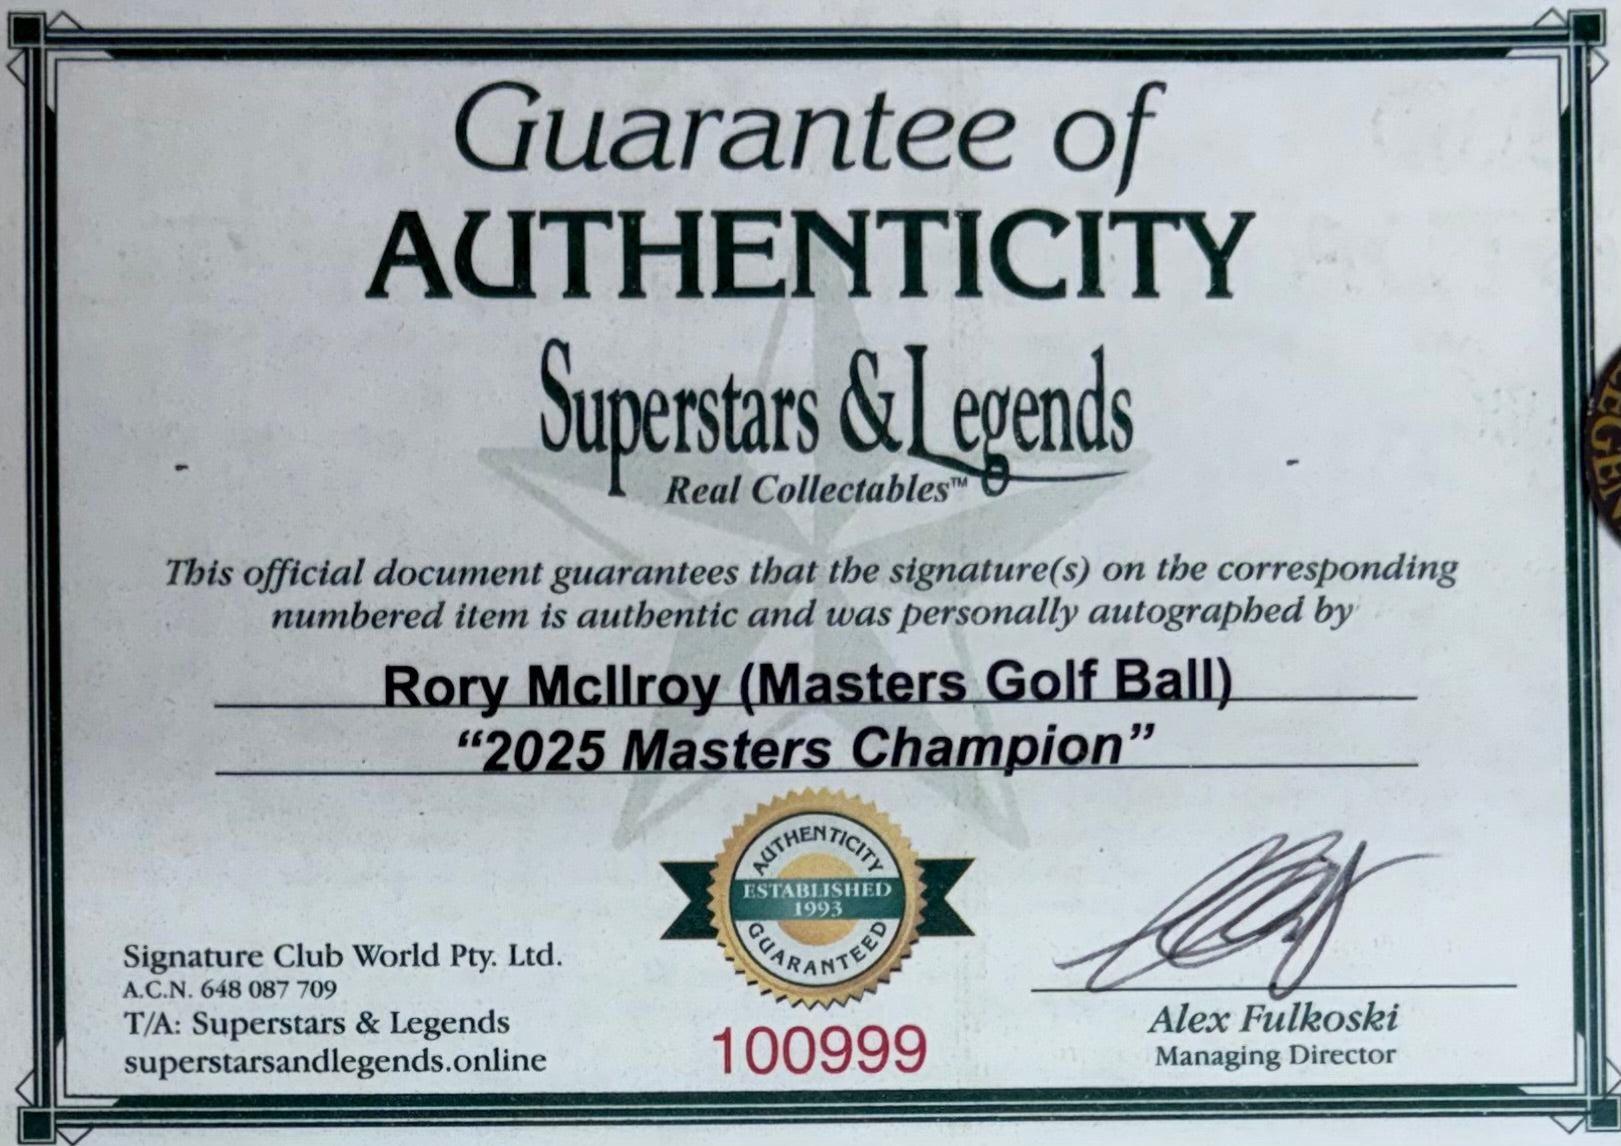 Guarantee of
AUTHENTICITY
Superstars & Legends
Real Collectables™
This official document guarantees that the signature(s) on the corresponding
numbered item is authentic and was personally autographed by
Rory McIlroy (Masters Golf Ball)
“2025 Masters Champion”
AUTHENTICITY
ESTABLISHED
1993
GUARANTEED
Signature Club World Pty. Ltd.
A.C.N. 648 087 709
T/A: Superstars & Legends
superstarsandlegends.online
100999
Alex Fulkoski
Managing Director